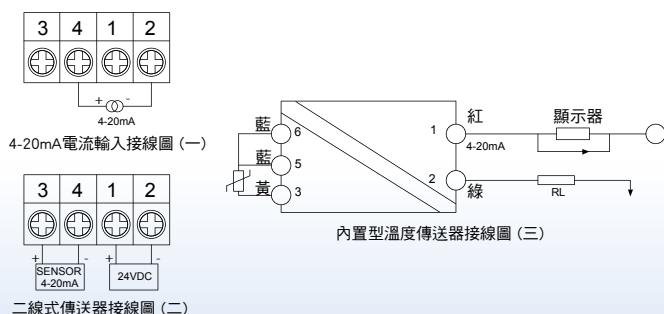 3 4 1 2
+ -
4-20mA
4-20mA電流輸入接線圖 (一)
3 4 1 2
+ - + -
SENSOR
4-20mA
24VDC
二線式傳送器接線圖 (二)
藍 6
藍 5
黃 3
1 紅
4-20mA
顯示器
2 綠
RL
內置型溫度傳送器接線圖 (三)